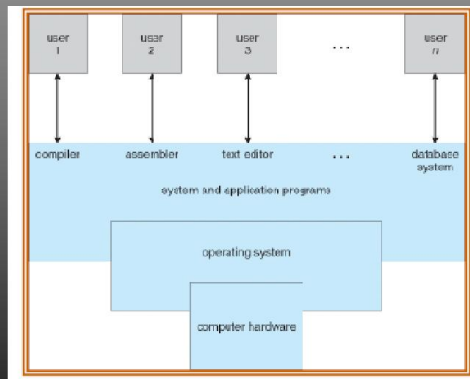 user
1
user
2
user
3
...
user
n
compiler
assembler
text editor
...
database
system
system and application programs
operating system
computer hardware